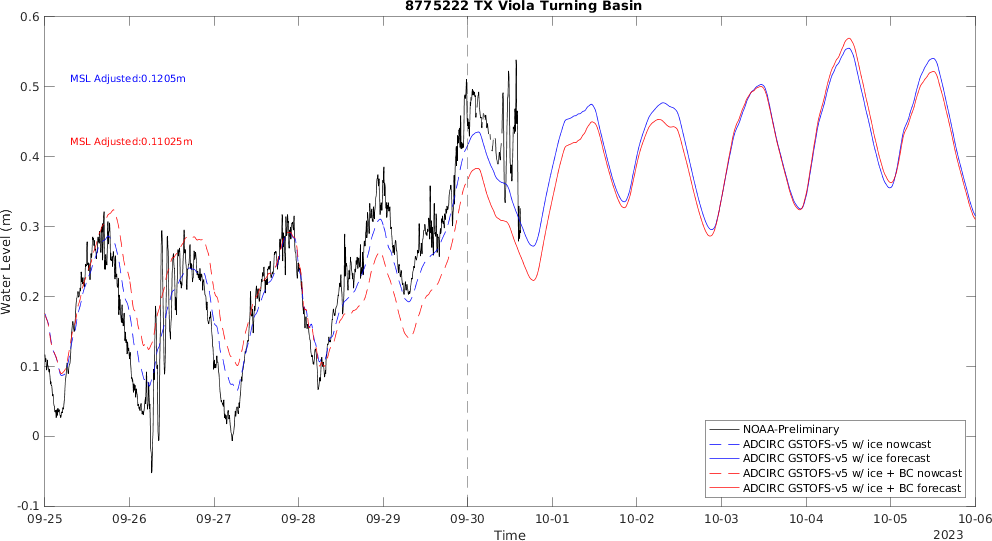 8775222 TX Viola Turning Basin
0.6
0.5
0.4
0.3
0.2
0.1
0
-0.1
Water Level (m)
MSL Adjusted:0.1205m
MSL Adjusted:0.11025m
NOAA-Preliminary
ADCIRC GSTOFS-v5 w/ ice nowcast
ADCIRC GSTOFS-v5 w/ ice forecast
ADCIRC GSTOFS-v5 w/ ice + BC nowcast
ADCIRC GSTOFS-v5 w/ ice + BC forecast
09-25 09-26 09-27 09-28 09-29 09-30 10-01 10-02 10-03 10-04 10-05 10-06
Time
2023